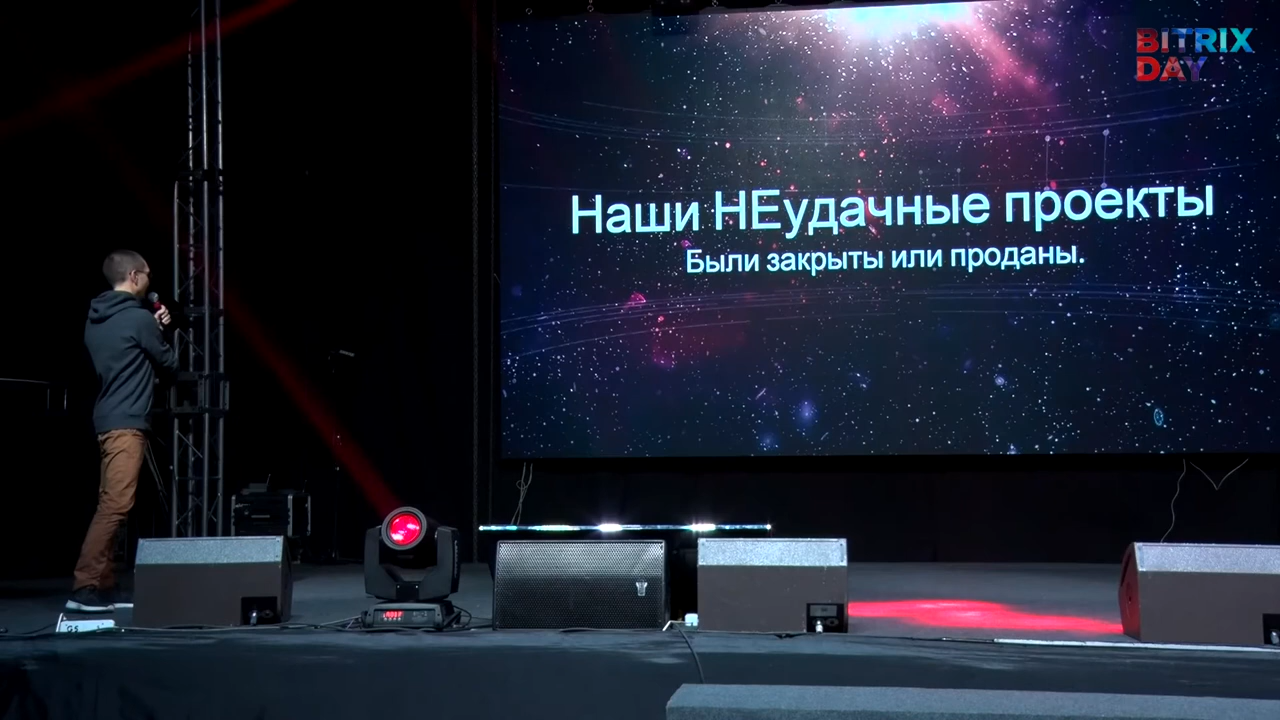 BITRIX
DAY
Наши НЕудачные проекты
Были закрыты или проданы.